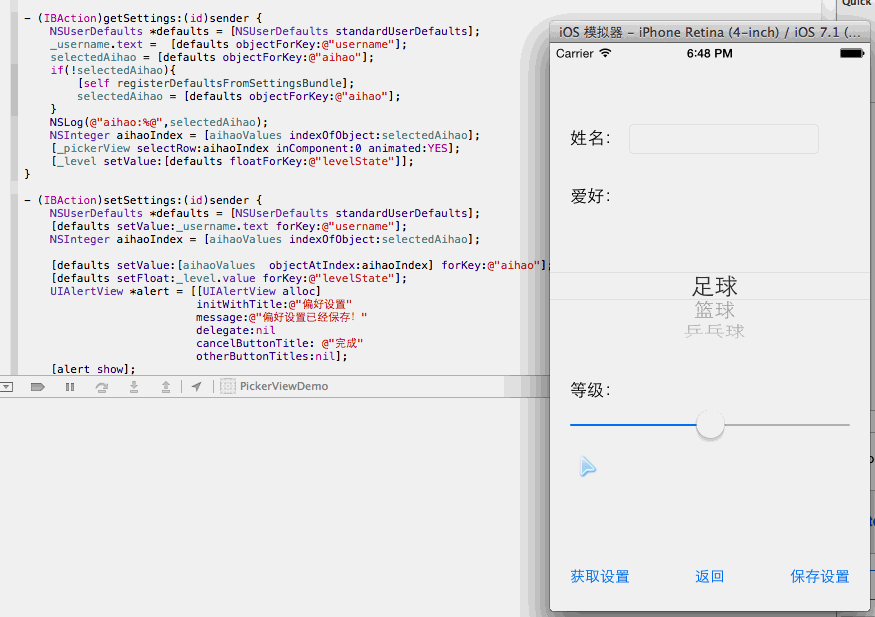 - (IBAction)getSettings:(id)sender {
NSUserDefaults *defaults = [NSUserDefaults standardUserDefaults];
_username.text =  [defaults objectForKey:@"username"];
selectedAihao = [defaults objectForKey:@"aihao"];
if(!selectedAihao){
[self registerDefaultsFromSettingsBundle];
selectedAihao = [defaults objectForKey:@"aihao"];
}
NSLog(@"aihao:%@",selectedAihao);
NSInteger aihaoIndex = [aihaoValues indexOfObject:selectedAihao];
[_pickerView selectRow:aihaoIndex inComponent:0 animated:YES];
[_level setValue:[defaults floatForKey:@"levelState"]];
}
- (IBAction)setSettings:(id)sender {
NSUserDefaults *defaults = [NSUserDefaults standardUserDefaults];
[defaults setValue:_username.text forKey:@"username"];
NSInteger aihaoIndex = [aihaoValues indexOfObject:selectedAihao];
[defaults setValue:[aihaoValues  objectAtIndex:aihaoIndex] forKey:@"aihao"];
[defaults setFloat:_level.value forKey:@"levelState"];
UIAlertView *alert = [[UIAlertView alloc]
initWithTitle:@"偏好设置"
message:@"偏好设置已经保存！"
delegate:nil
cancelButtonTitle: @"完成"
otherButtonTitles:nil];
[alert show];
PickerViewDemo
Quick
iOS 模拟器 - iPhone Retina (4-inch) / iOS 7.1 (...
Carrier 6:48 PM
姓名：
爱好：
足球
篮球
乒乓球
等级：
获取设置 返回 保存设置